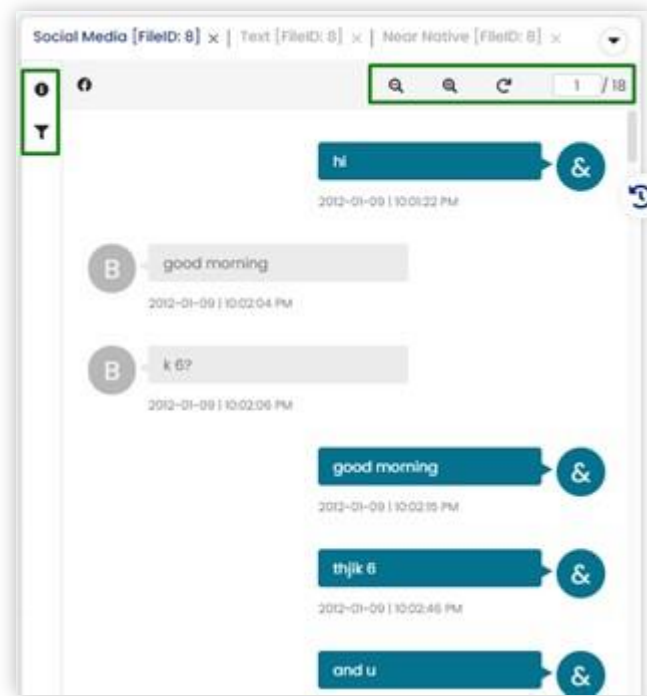 Social Media [FileID: 8] × | Text [FileID: 8] × | Near Native [FileID: 8] ×
1 / 18
hi
&
2012-01-09 | 10:01:22 PM
B
good morning
2012-01-09 | 10:02:04 PM
B
k 6?
2012-01-09 | 10:02:06 PM
good morning
&
2012-01-09 | 10:02:15 PM
thjik 6
&
2012-01-09 | 10:02:46 PM
and u
&